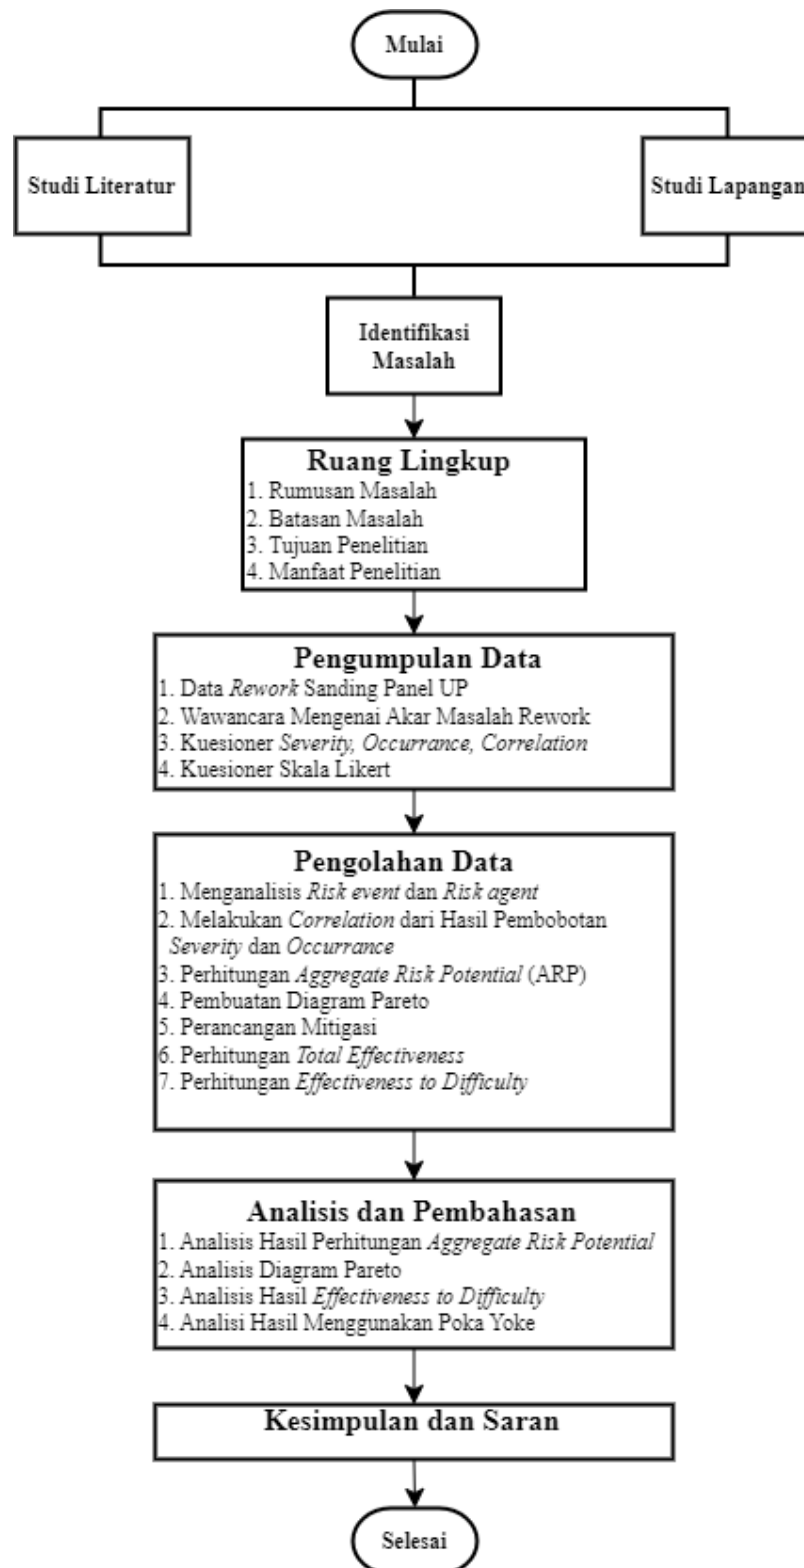 Mulai
Studi Literatur
Studi Lapangan
Identifikasi
Masalah
Ruang Lingkup
1. Rumusan Masalah
2. Batasan Masalah
3. Tujuan Penelitian
4. Manfaat Penelitian
Pengumpulan Data
1. Data Rework Sanding Panel UP
2. Wawancara Mengenai Akar Masalah Rework
3. Kuesioner Severity, Occurrance, Correlation
4. Kuesioner Skala Likert
Pengolahan Data
1. Menganalisis Risk event dan Risk agent
2. Melakukan Correlation dari Hasil Pembobotan
Severity dan Occurrance
3. Perhitungan Aggregate Risk Potential (ARP)
4. Pembuatan Diagram Pareto
5. Perancangan Mitigasi
6. Perhitungan Total Effectiveness
7. Perhitungan Effectiveness to Difficulty
Analisis dan Pembahasan
1. Analisis Hasil Perhitungan Aggregate Risk Potential
2. Analisis Diagram Pareto
3. Analisis Hasil Effectiveness to Difficulty
4. Analisi Hasil Menggunakan Poka Yoke
Kesimpulan dan Saran
Selesai